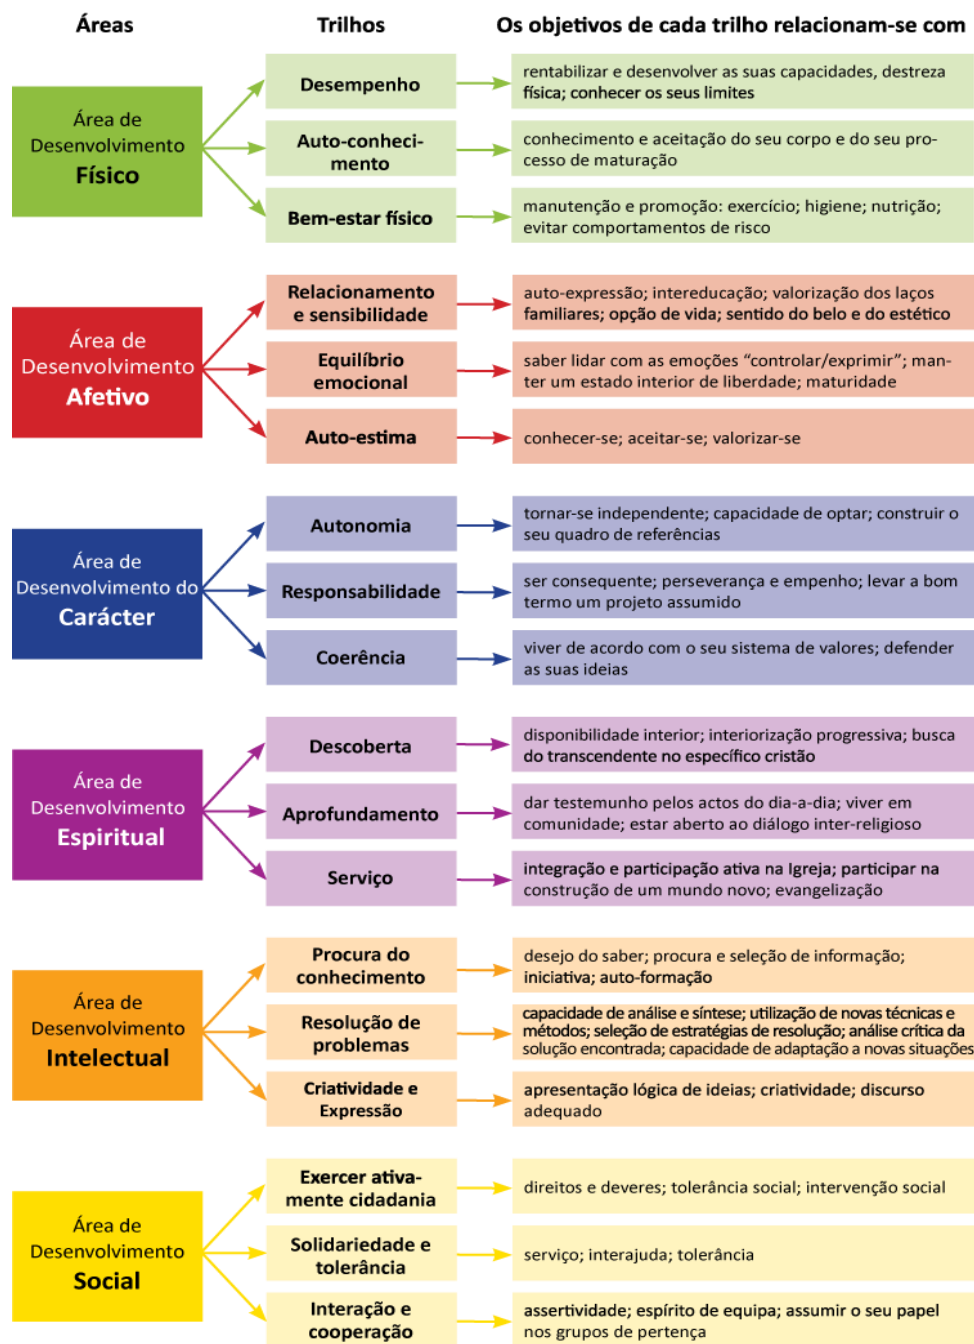 Áreas
Trilhos
Os objetivos de cada trilho relacionam-se com
Área de
Desenvolvimento
Físico
Desempenho
rentabilizar e desenvolver as suas capacidades, destreza
física; conhecer os seus limites
Auto-conheci-
mento
conhecimento e aceitação do seu corpo e do seu pro-
cesso de maturação
Bem-estar físico
manutenção e promoção: exercício; higiene; nutrição;
evitar comportamentos de risco
Área de
Desenvolvimento
Afetivo
Relacionamento
e sensibilidade
auto-expressão; intereducação; valorização dos laços
familiares; opção de vida; sentido do belo e do estético
Equilíbrio
emocional
saber lidar com as emoções “controlar/exprimir”; man-
ter um estado interior de liberdade; maturidade
Auto-estima
conhecer-se; aceitar-se; valorizar-se
Área de
Desenvolvimento do
Carácter
Autonomia
tornar-se independente; capacidade de optar; construir o
seu quadro de referências
Responsabilidade
ser consequente; perseverança e empenho; levar a bom
termo um projeto assumido
Coerência
viver de acordo com o seu sistema de valores; defender
as suas ideias
Área de
Desenvolvimento
Espiritual
Descoberta
disponibilidade interior; interiorização progressiva; busca
do transcendente no específico cristão
Aprofundamento
dar testemunho pelos actos do dia-a-dia; viver em
comunidade; estar aberto ao diálogo inter-religioso
Serviço
integração e participação ativa na Igreja; participar na
construção de um mundo novo; evangelização
Área de
Desenvolvimento
Intelectual
Procura do
conhecimento
desejo do saber; procura e seleção de informação;
iniciativa; auto-formação
Resolução de
problemas
capacidade de análise e síntese; utilização de novas técnicas e
métodos; seleção de estratégias de resolução; análise crítica da
solução encontrada; capacidade de adaptação a novas situações
Criatividade e
Expressão
apresentação lógica de ideias; criatividade; discurso
adequado
Área de
Desenvolvimento
Social
Exercer ativa-
mente cidadania
direitos e deveres; tolerância social; intervenção social
Solidariedade e
tolerância
serviço; interajuda; tolerância
Interação e
cooperação
assertividade; espírito de equipa; assumir o seu papel
nos grupos de pertença